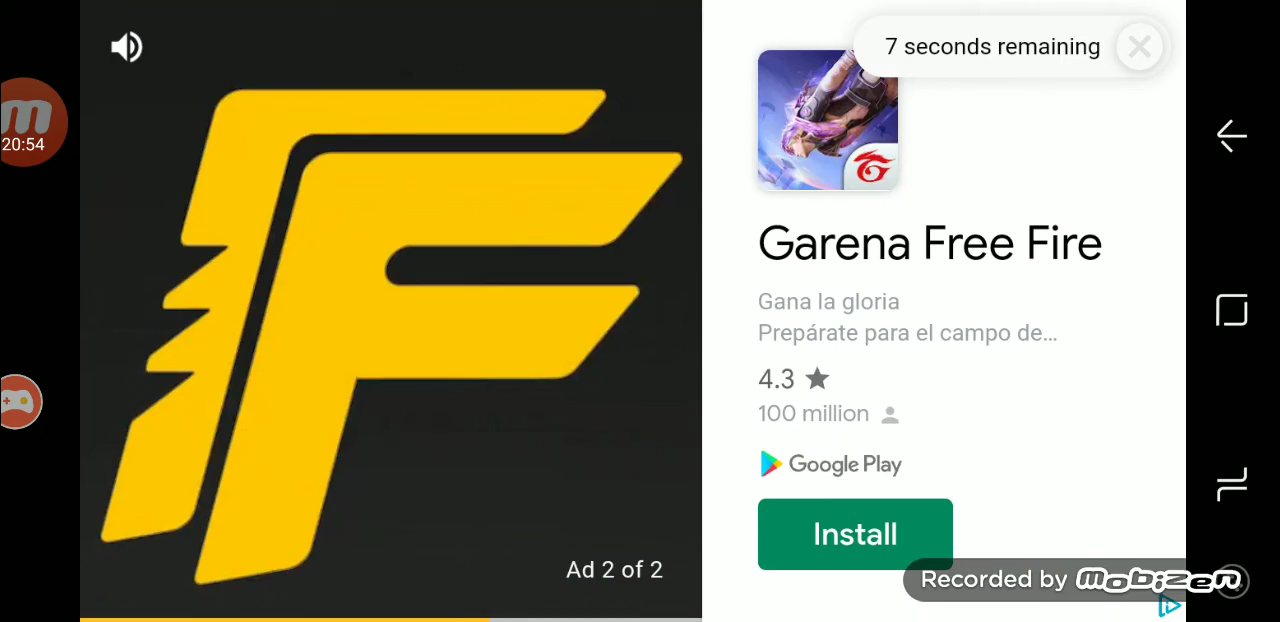 7 seconds remaining
20:54
Garena Free Fire
Gana la gloria
Prepárate para el campo de...
4.3
100 million
Google Play
Install
Ad 2 of 2
Recorded by mobizen